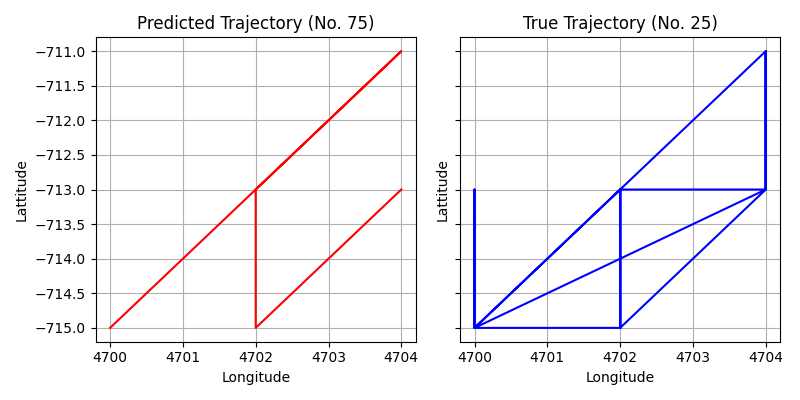 Predicted Trajectory (No. 75)
True Trajectory (No. 25)
Lattitude
−711.0
−711.5
−712.0
−712.5
−713.0
−713.5
−714.0
−714.5
−715.0
4700 4701 4702 4703 4704
Longitude
Lattitude
4700 4701 4702 4703 4704
Longitude